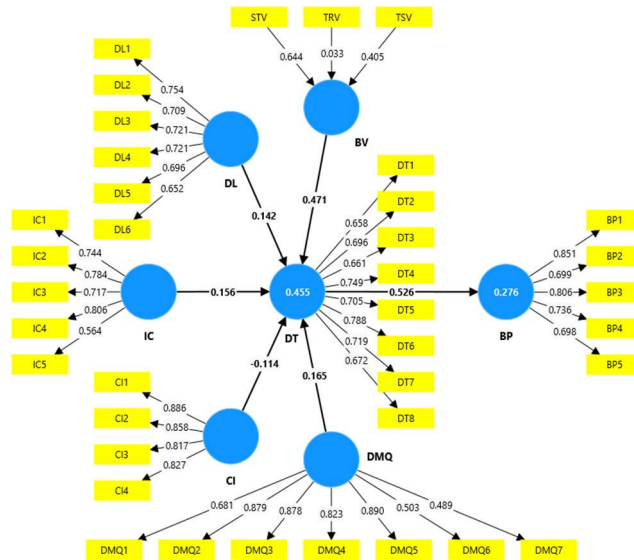 STV TRV TSV
0.644 0.033 0.405
BV
DL1
DL2
DL3
DL4
DL5
DL6
0.754
0.709
0.721
0.721
0.696
0.652
DL
0.142
0.471
IC1
IC2
IC3
IC4
IC5
0.744
0.784
0.717
0.806
0.564
IC
0.156
0.455
DT
DT1
DT2
DT3
DT4
DT5
DT6
DT7
DT8
0.658
0.696
0.661
0.749
0.705
0.788
0.719
0.672
0.526
0.276
BP
BP1
BP2
BP3
BP4
BP5
0.851
0.699
0.806
0.736
0.698
-0.114
0.165
CI1
CI2
CI3
CI4
0.886
0.858
0.817
0.827
CI
DMQ
0.681 0.879 0.878 0.823 0.890 0.503 0.489
DMQ1 DMQ2 DMQ3 DMQ4 DMQ5 DMQ6 DMQ7